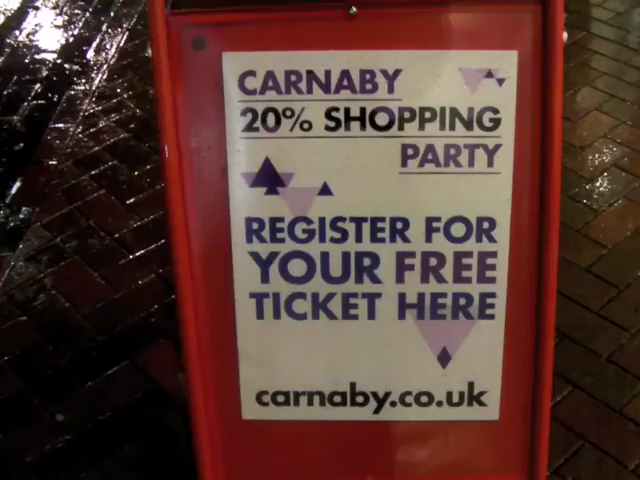 CARNABY
20% SHOPPING
PARTY
REGISTER FOR
YOUR FREE
TICKET HERE
carnaby.co.uk